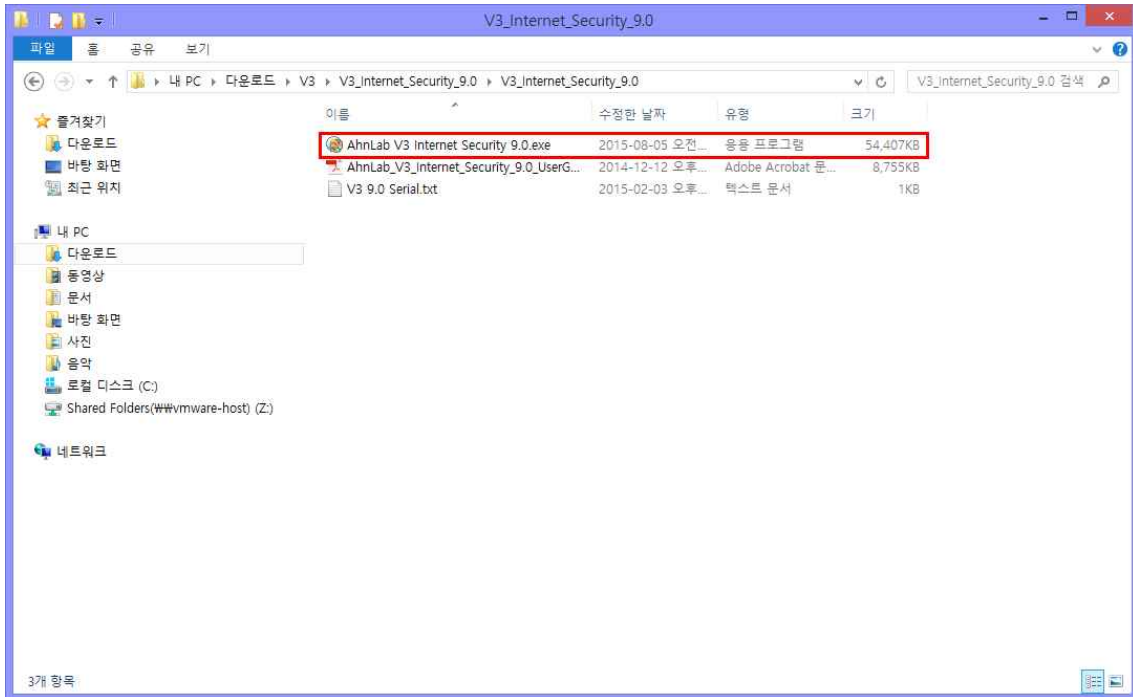 V3_Internet_Security_9.0
파일 홈 공유 보기
내 PC 다운로드 V3 V3_Internet_Security_9.0 V3_Internet_Security_9.0
V3_Internet_Security_9.0 검색
이름 수정한 날짜 유형 크기
AhnLab V3 Internet Security 9.0.exe 2015-08-05 오전... 응용 프로그램 54,407KB
AhnLab_V3_Internet_Security_9.0_UserG... 2014-12-12 오후... Adobe Acrobat 문... 8,755KB
V3 9.0 Serial.txt 2015-02-03 오후... 텍스트 문서 1KB
즐겨찾기
다운로드
바탕 화면
최근 위치
내 PC
다운로드
동영상
문서
바탕 화면
사진
음악
로컬 디스크 (C:)
Shared Folders(₩₩vmware-host) (Z:)
네트워크
3개 항목